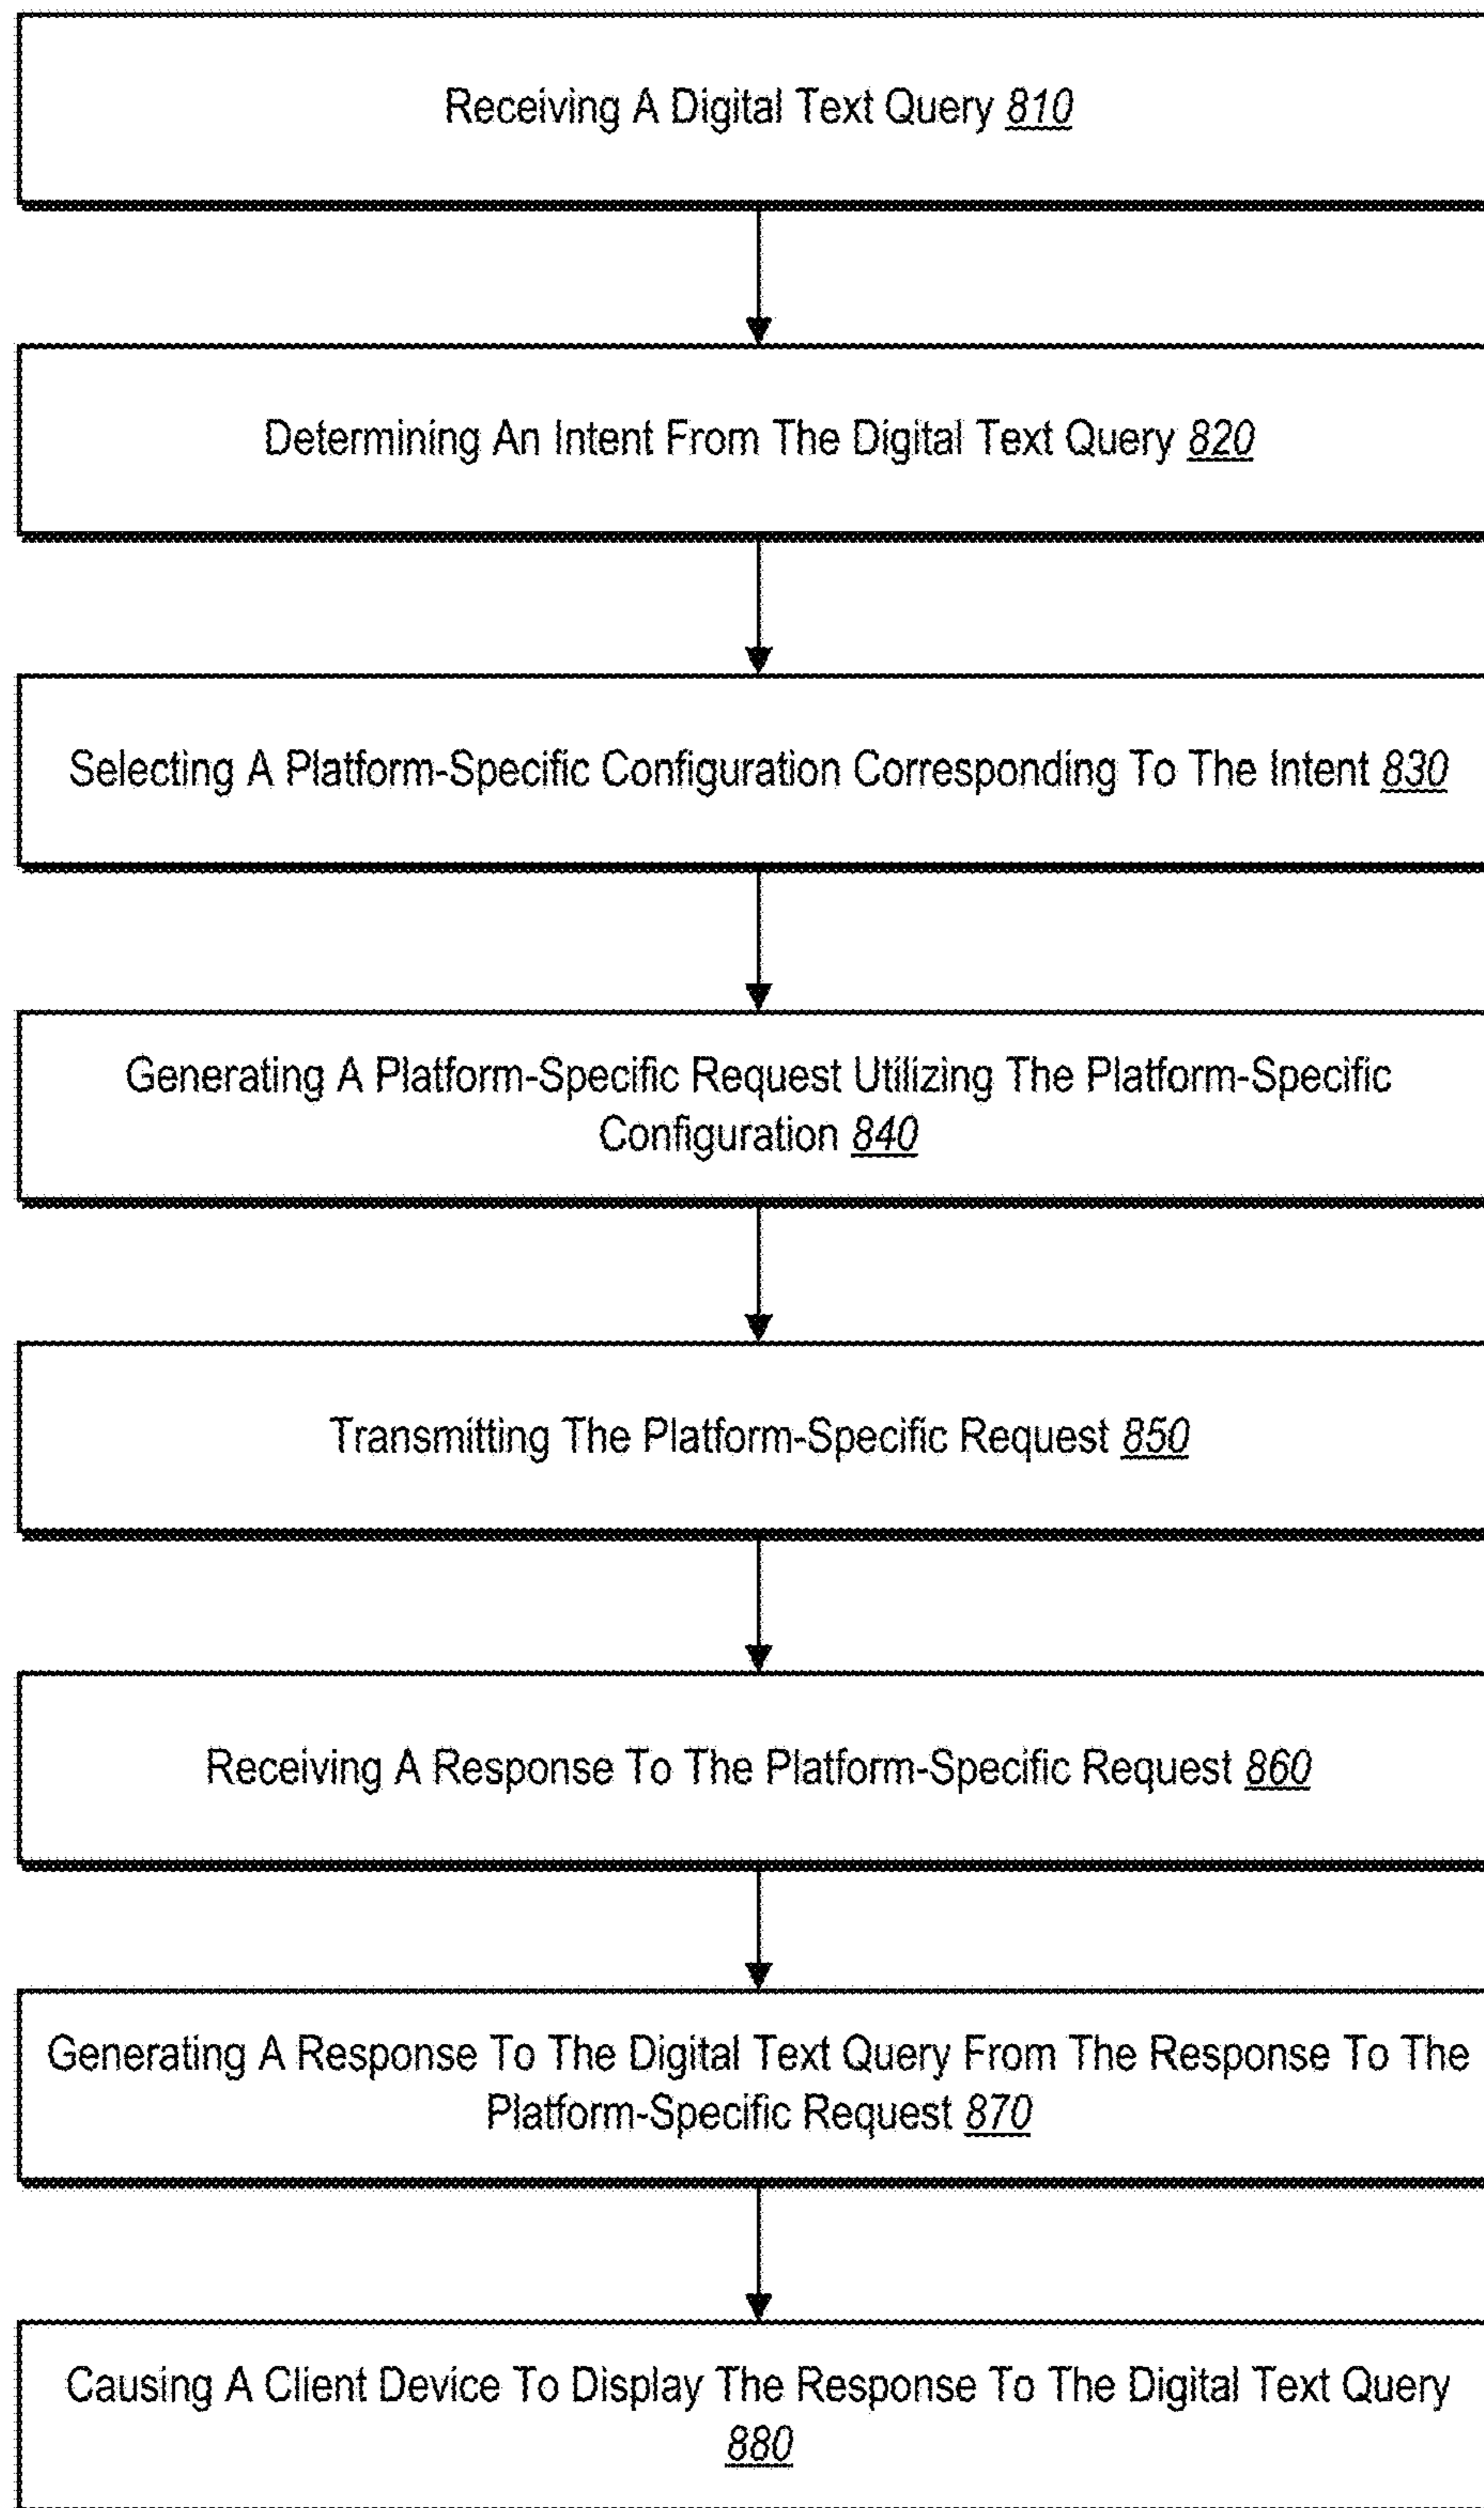 Receiving A Digital Text Query 810
Determining An Intent From The Digital Text Query 820
Selecting A Platform-Specific Configuration Corresponding To The Intent 830
Generating A Platform-Specific Request Utilizing The Platform-Specific
Configuration 840
Transmitting The Platform-Specific Request 850
Receiving A Response To The Platform-Specific Request 860
Generating A Response To The Digital Text Query From The Response To The
Platform-Specific Request 870
Causing A Client Device To Display The Response To The Digital Text Query
880